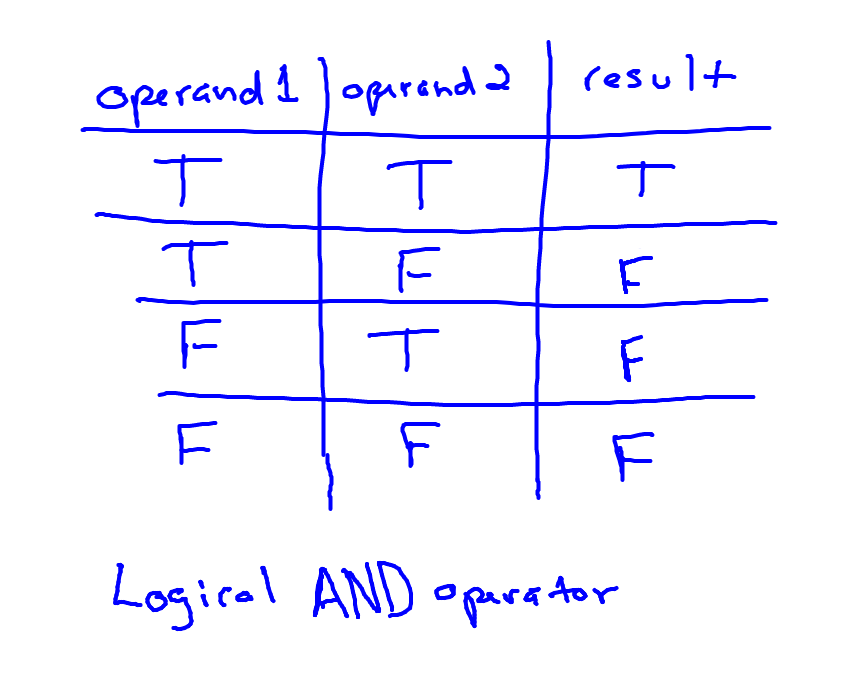 operand 1 operand 2 result
T T T
T F F
F T F
F F F
Logical AND operator